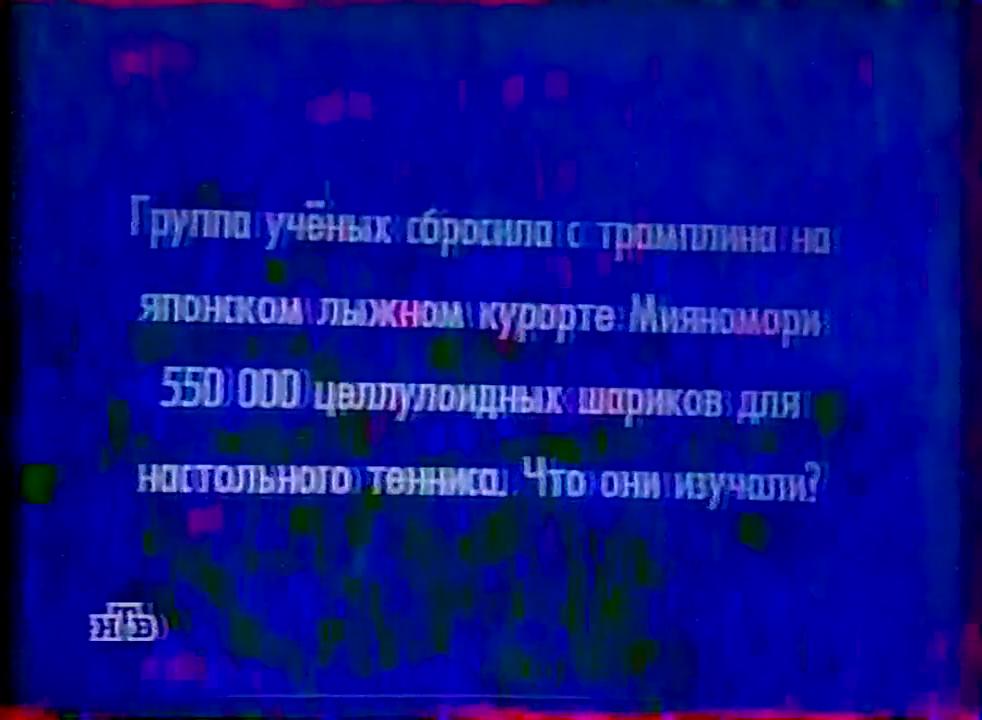 Группа учёных сбросила с трамплина на
японском лыжном курорте Мияномори
550 000 целлулоидных шариков для
настольного тенниса. Что они изучали?
НТВ